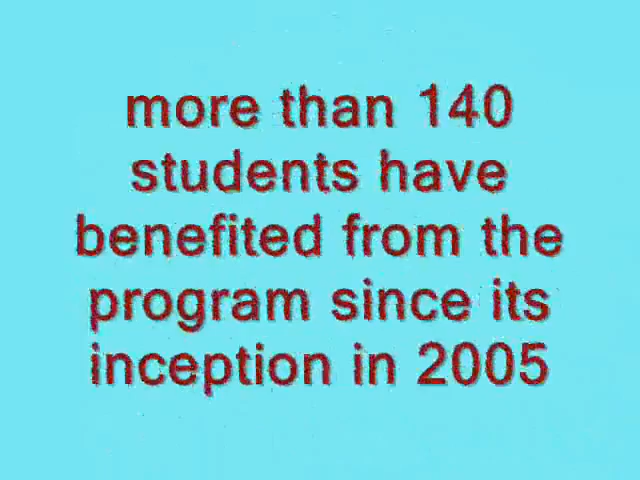 more than 140
students have
benefited from the
program since its
inception in 2005